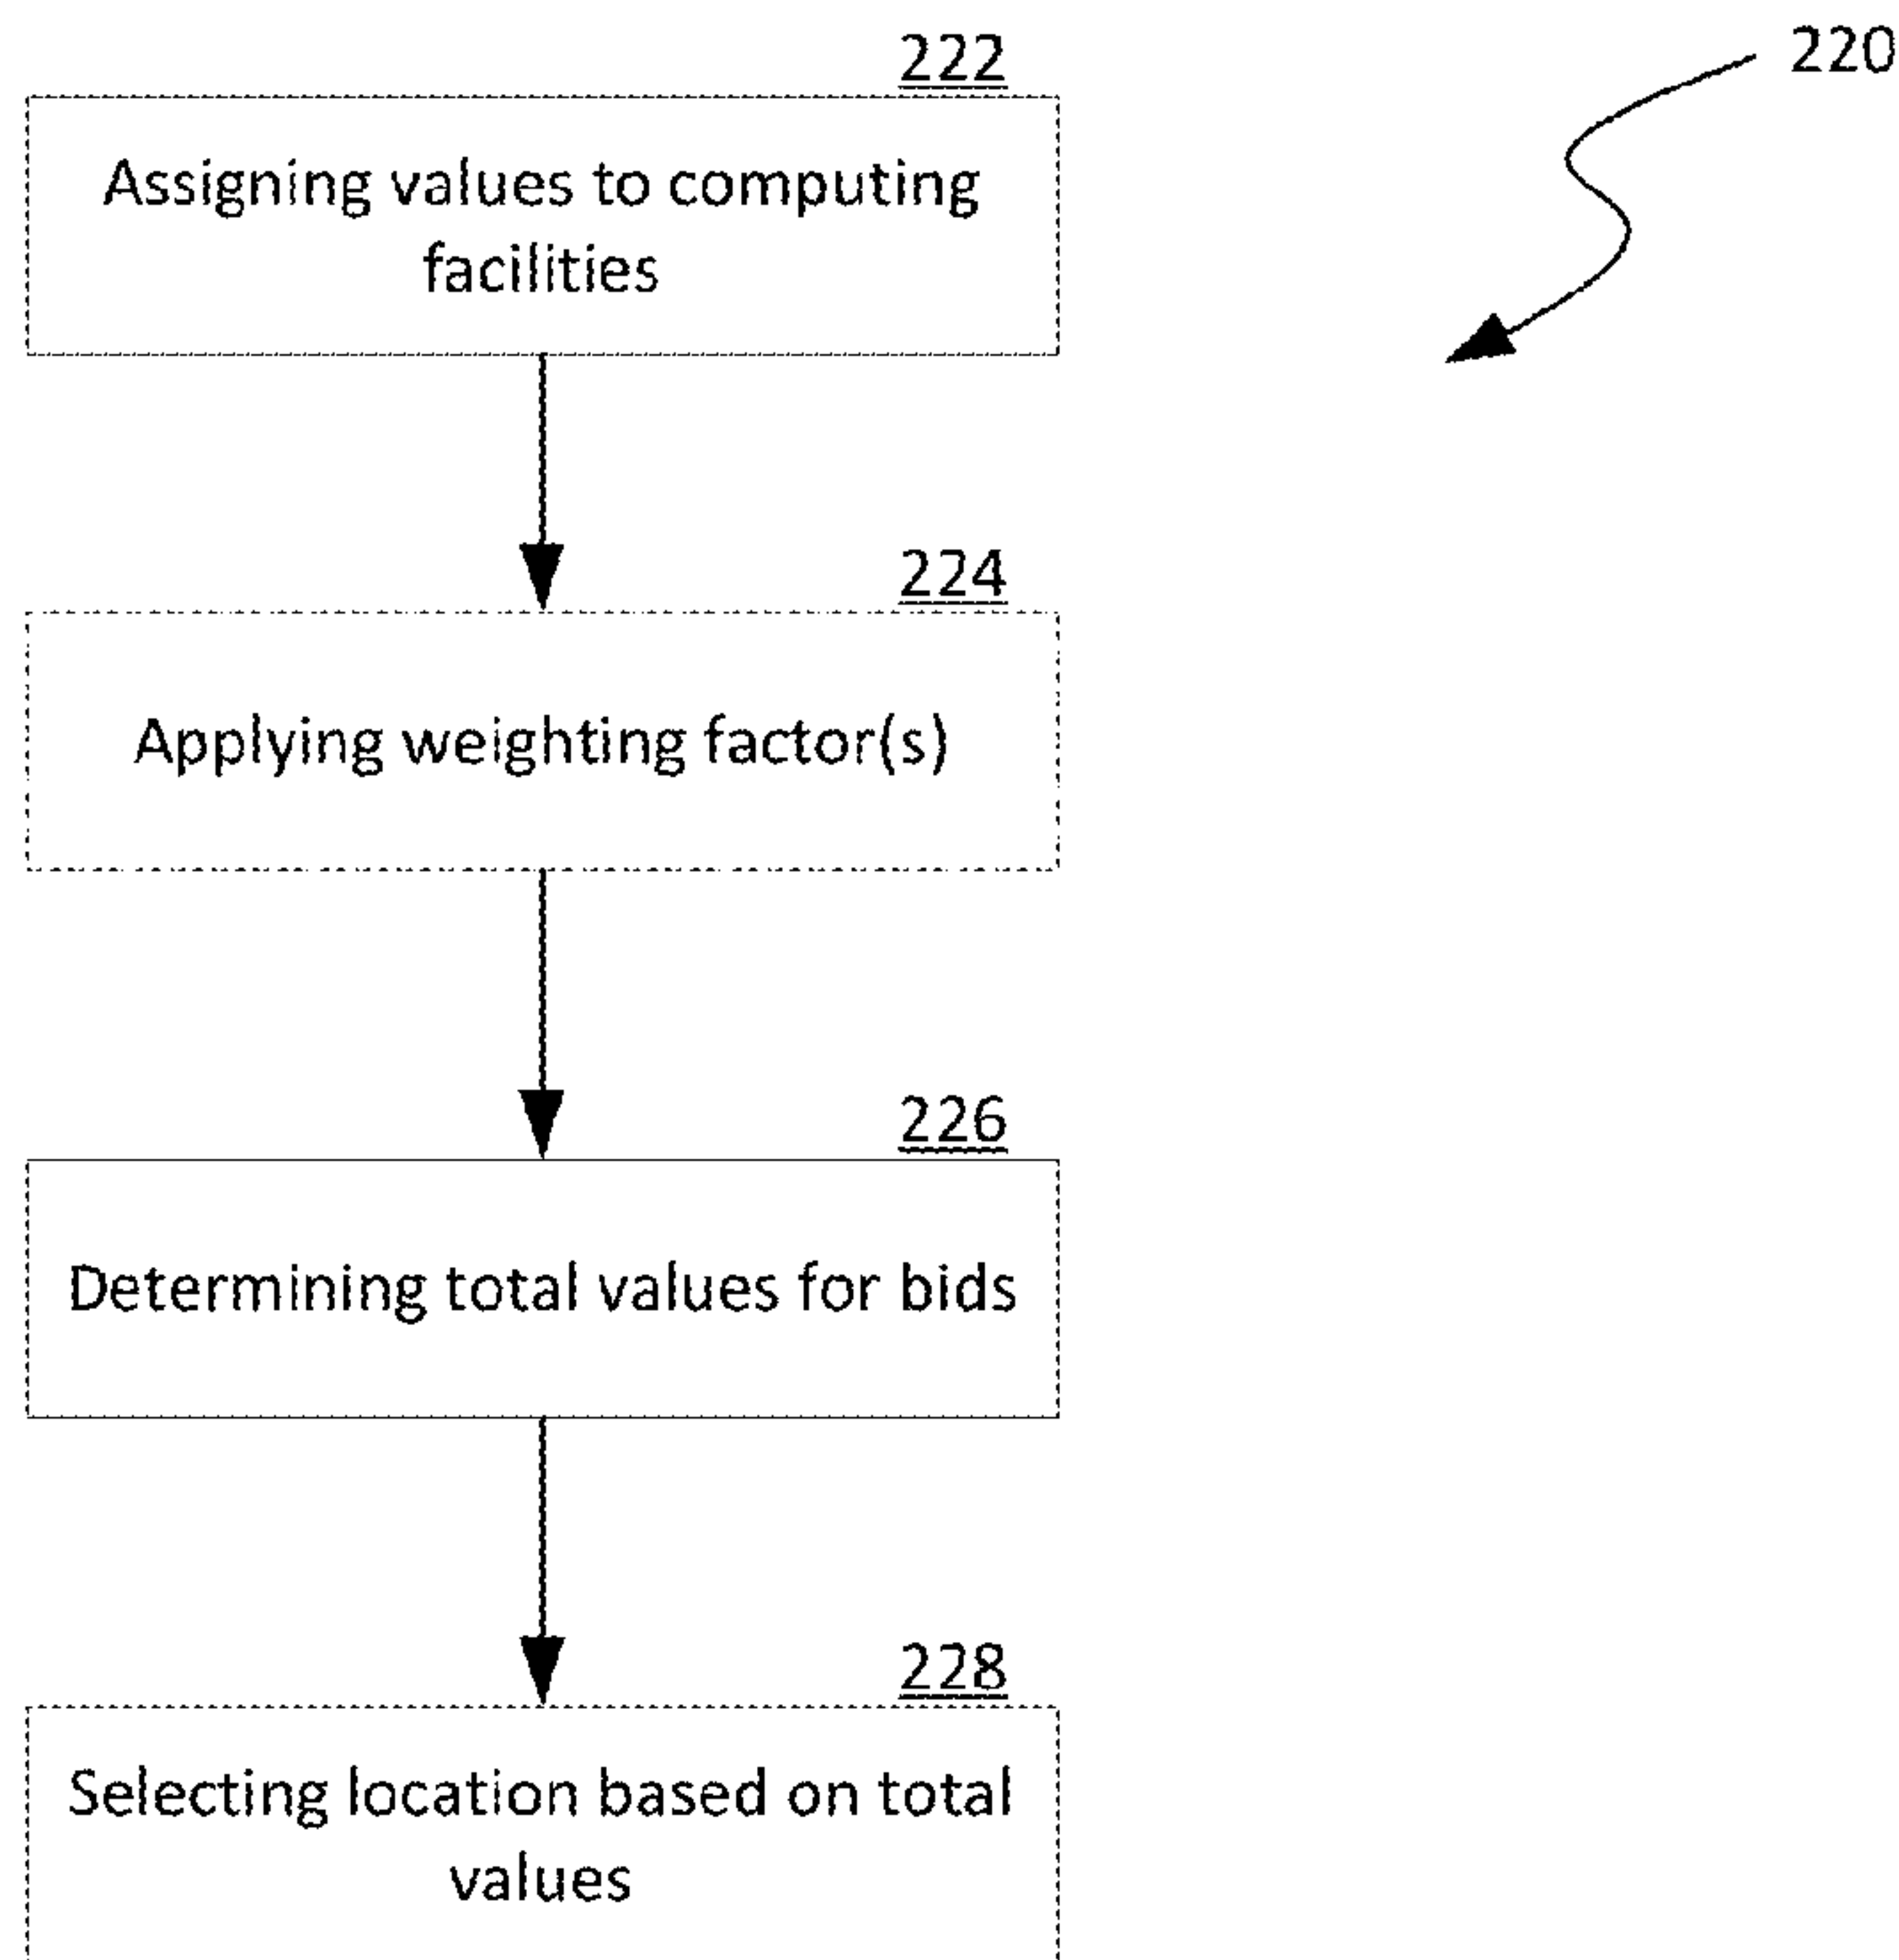 222
220
Assigning values to computing
facilities
224
Applying weighting factor(s)
226
Determining total values for bids
228
Selecting location based on total
values